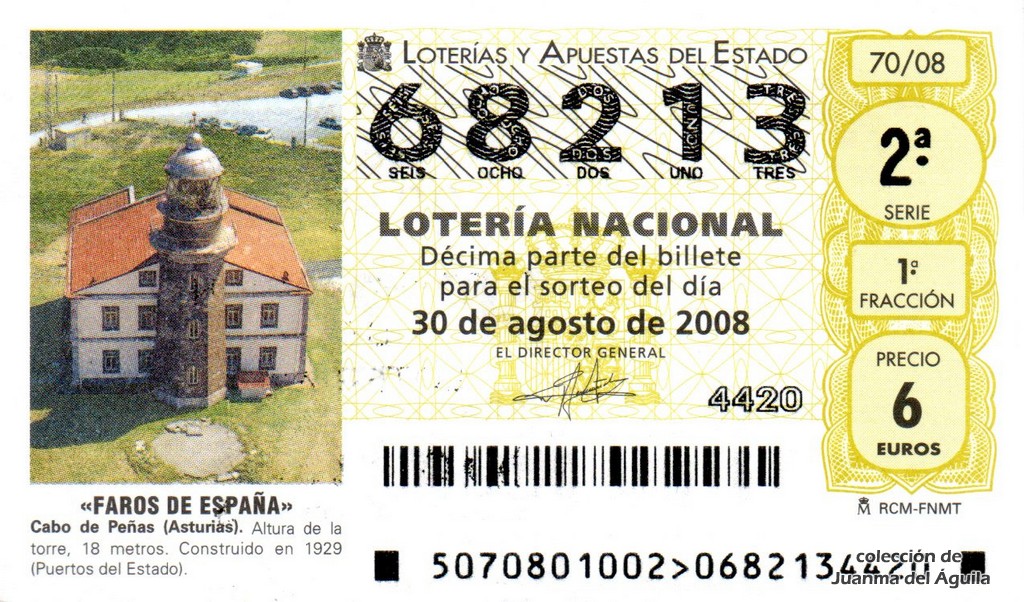 LOTERÍAS Y APUESTAS DEL ESTADO
68213
SEIS OCHO DOS UNO TRES
LOTERÍA NACIONAL
Décima parte del billete
para el sorteo del día
30 de agosto de 2008
EL DIRECTOR GENERAL
4420
70/08
2ª
SERIE
1ª
FRACCIÓN
PRECIO
6
EUROS
RCM-FNMT
«FAROS DE ESPAÑA»
Cabo de Peñas (Asturias). Altura de la
torre, 18 metros. Construido en 1929
(Puertos del Estado).
5070801002>0682134420
colección de
Juanma del Águila